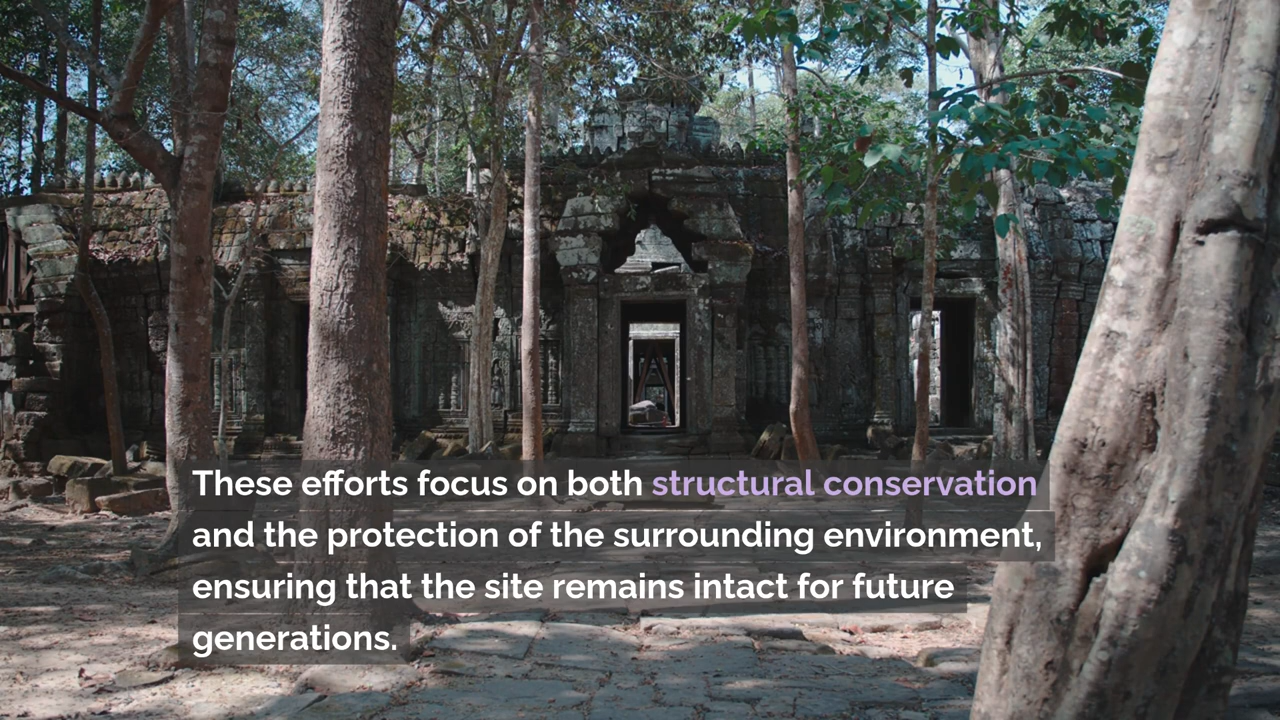 These efforts focus on both structural conservation
and the protection of the surrounding environment,
ensuring that the site remains intact for future
generations.